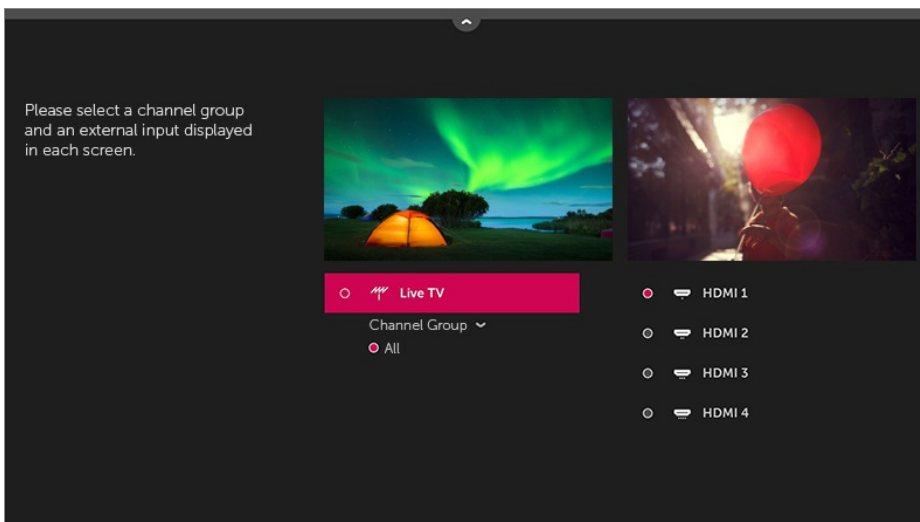 Please select a channel group
and an external input displayed
in each screen.
Live TV
Channel Group
All
HDMI 1
HDMI 2
HDMI 3
HDMI 4